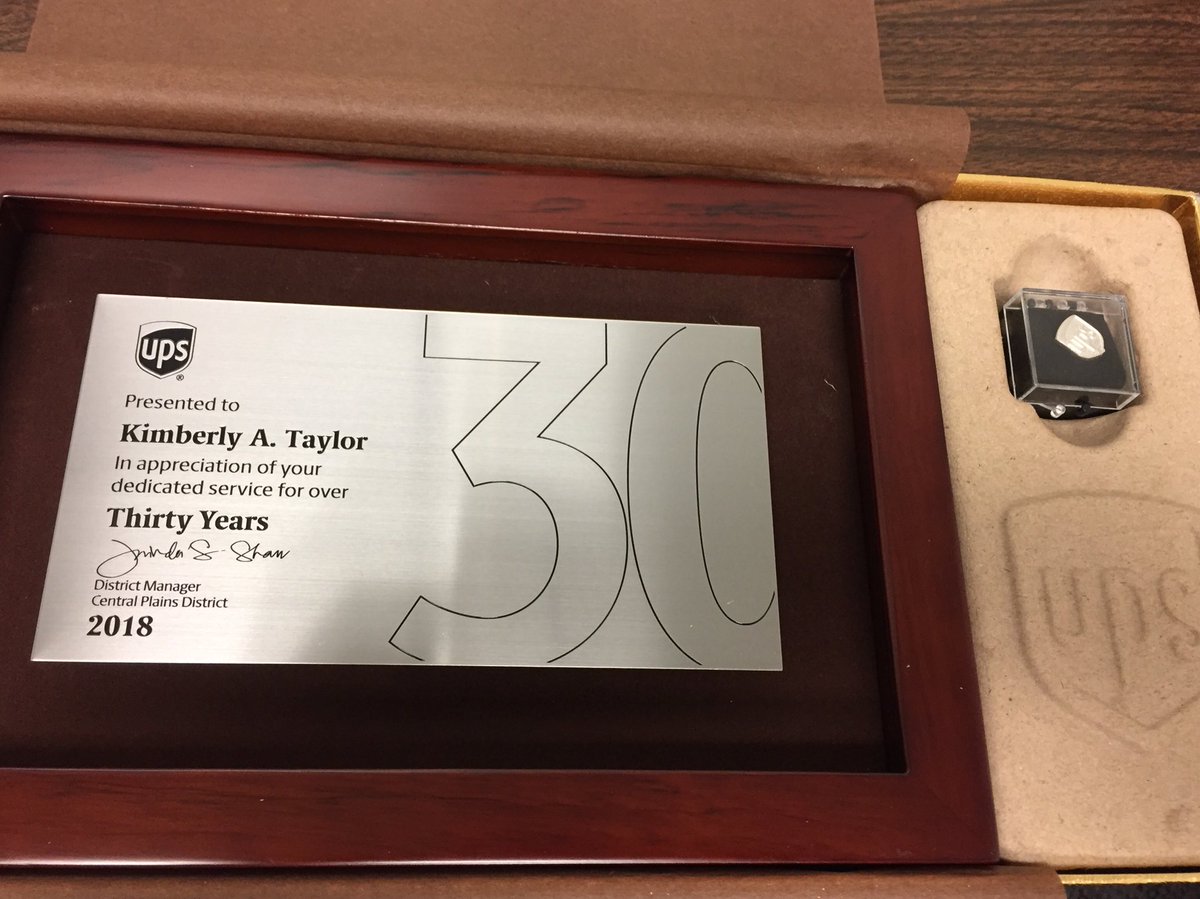 ups
®
Presented to
Kimberly A. Taylor
In appreciation of your
dedicated service for over
Thirty Years
District Manager
Central Plains District
2018
30
ups
ups